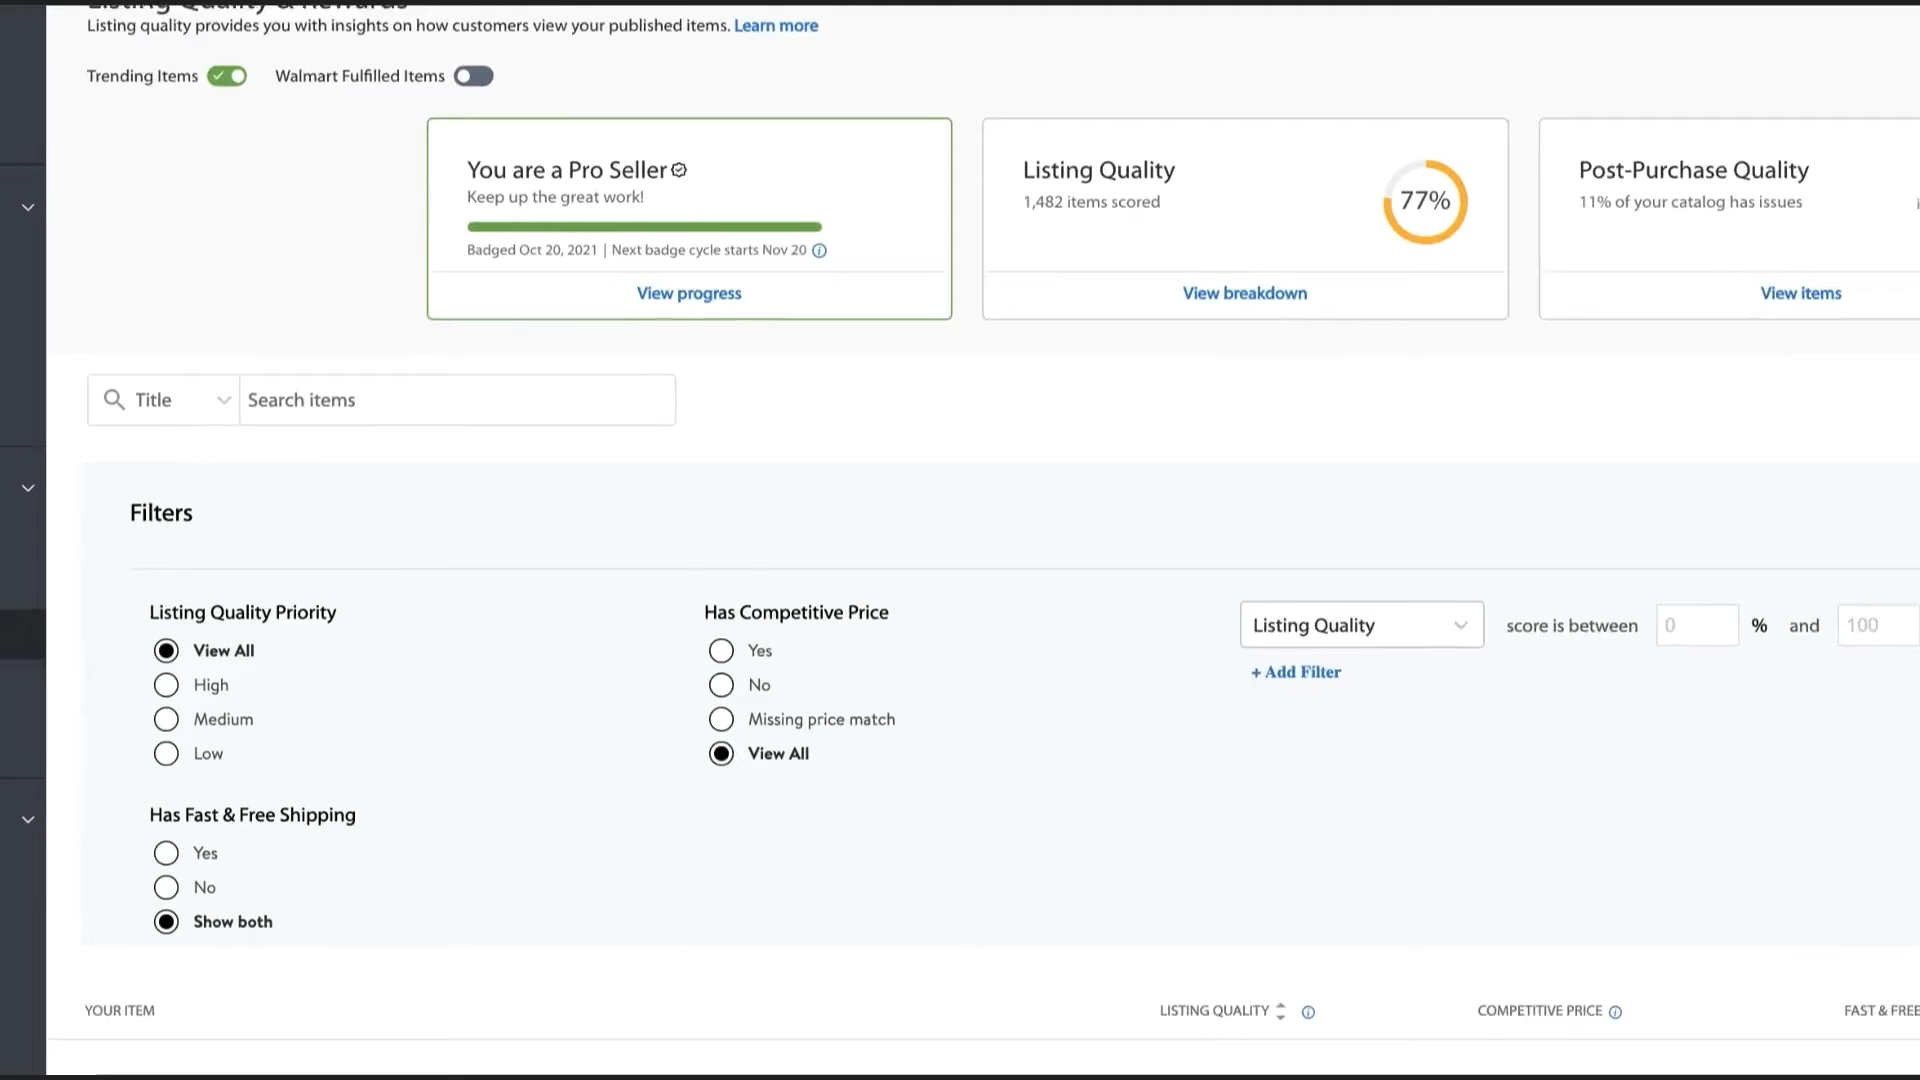 Listing Quality & Rewards
Listing quality provides you with insights on how customers view your published items. Learn more
Trending Items
Walmart Fulfilled Items
You are a Pro Seller
Keep up the great work!
Badged Oct 20, 2021 | Next badge cycle starts Nov 20
View progress
Listing Quality
1,482 items scored
77%
View breakdown
Post-Purchase Quality
11% of your catalog has issues
View items
Title
Search items
Filters
Listing Quality Priority
View All
High
Medium
Low
Has Competitive Price
Yes
No
Missing price match
View All
Listing Quality
score is between 0 % and 100
+ Add Filter
Has Fast & Free Shipping
Yes
No
Show both
YOUR ITEM
LISTING QUALITY
COMPETITIVE PRICE
FAST & FREE